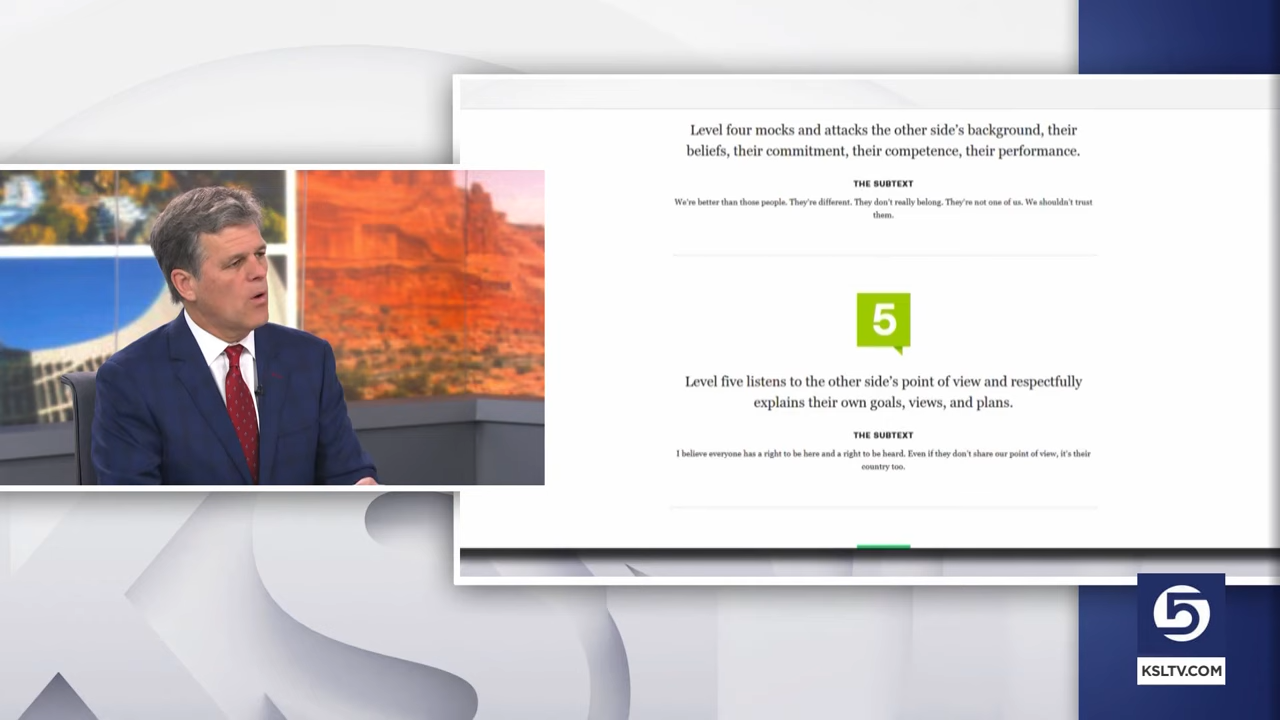 Level four mocks and attacks the other side's background, their
beliefs, their commitment, their competence, their performance.
THE SUBTEXT
We're better than those people. They're different. They don't really belong. They're not one of us. We shouldn't trust
them.
5
Level five listens to the other side's point of view and respectfully
explains their own goals, views, and plans.
THE SUBTEXT
I believe everyone has a right to be here and a right to be heard. Even if they don't share our point of view, it's their
country too.
5
KSLTV.COM